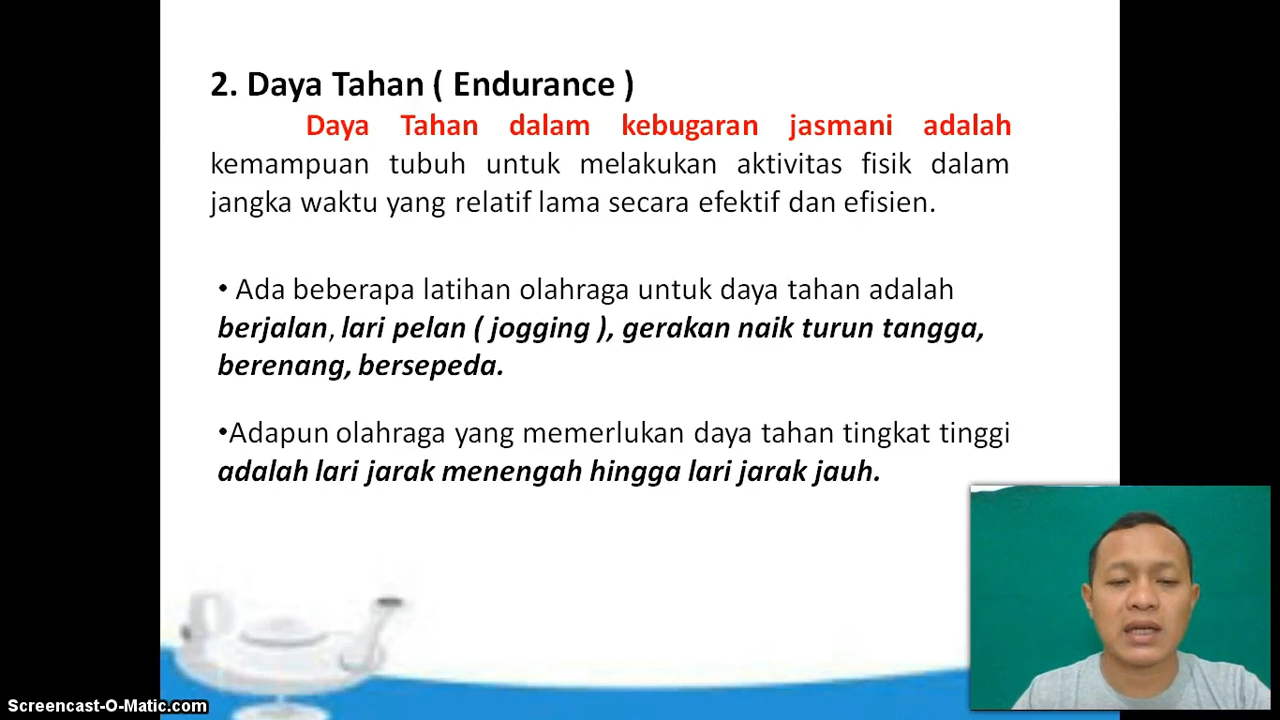 2. Daya Tahan ( Endurance )
Daya Tahan dalam kebugaran jasmani adalah
kemampuan tubuh untuk melakukan aktivitas fisik dalam
jangka waktu yang relatif lama secara efektif dan efisien.
• Ada beberapa latihan olahraga untuk daya tahan adalah
berjalan, lari pelan ( jogging ), gerakan naik turun tangga,
berenang, bersepeda.
•Adapun olahraga yang memerlukan daya tahan tingkat tinggi
adalah lari jarak menengah hingga lari jarak jauh.
Screencast-O-Matic.com